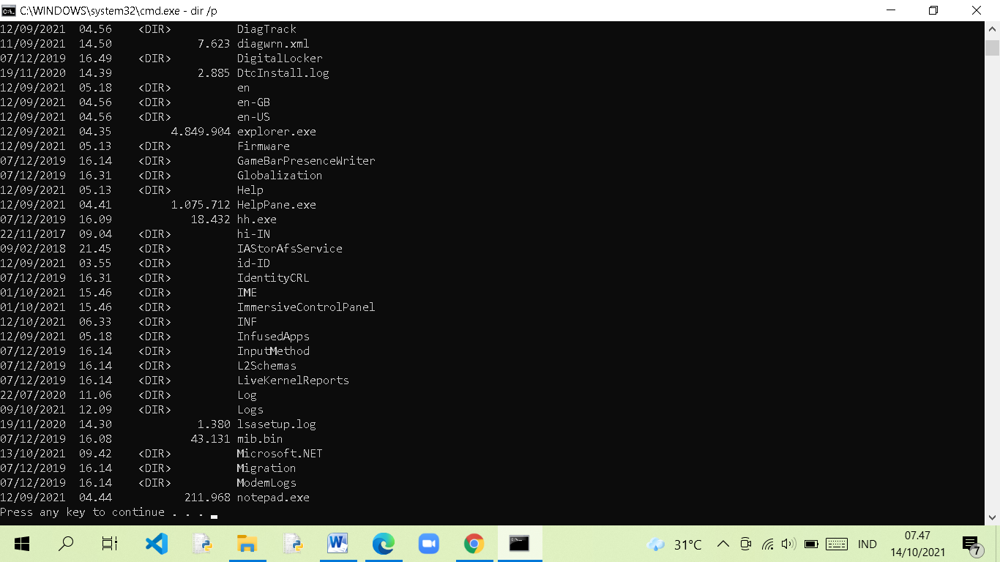 C:\WINDOWS\system32\cmd.exe - dir /p
12/09/2021  04.56    <DIR>          DiagTrack
11/09/2021  14.50             7.623 diagwrn.xml
07/12/2019  16.49    <DIR>          DigitalLocker
19/11/2020  14.39             2.885 DtcInstall.log
12/09/2021  05.18    <DIR>          en
12/09/2021  04.56    <DIR>          en-GB
12/09/2021  04.56    <DIR>          en-US
12/09/2021  04.35         4.849.904 explorer.exe
12/09/2021  05.13    <DIR>          Firmware
07/12/2019  16.14    <DIR>          GameBarPresenceWriter
07/12/2019  16.31    <DIR>          Globalization
12/09/2021  05.13    <DIR>          Help
12/09/2021  04.41         1.075.712 HelpPane.exe
07/12/2019  16.09            18.432 hh.exe
22/11/2017  09.04    <DIR>          hi-IN
09/02/2018  21.45    <DIR>          IAStorAfsService
12/09/2021  03.55    <DIR>          id-ID
07/12/2019  16.31    <DIR>          IdentityCRL
01/10/2021  15.46    <DIR>          IME
01/10/2021  15.46    <DIR>          ImmersiveControlPanel
12/10/2021  06.33    <DIR>          INF
12/09/2021  05.18    <DIR>          InfusedApps
07/12/2019  16.14    <DIR>          InputMethod
07/12/2019  16.14    <DIR>          L2Schemas
07/12/2019  16.14    <DIR>          LiveKernelReports
22/07/2020  11.06    <DIR>          Log
09/10/2021  12.09    <DIR>          Logs
19/11/2020  14.30             1.380 lsasetup.log
07/12/2019  16.08            43.131 mib.bin
13/10/2021  09.42    <DIR>          Microsoft.NET
07/12/2019  16.14    <DIR>          Migration
07/12/2019  16.14    <DIR>          ModemLogs
12/09/2021  04.44           211.968 notepad.exe
Press any key to continue . . .
31°C
IND
07.47
14/10/2021
7